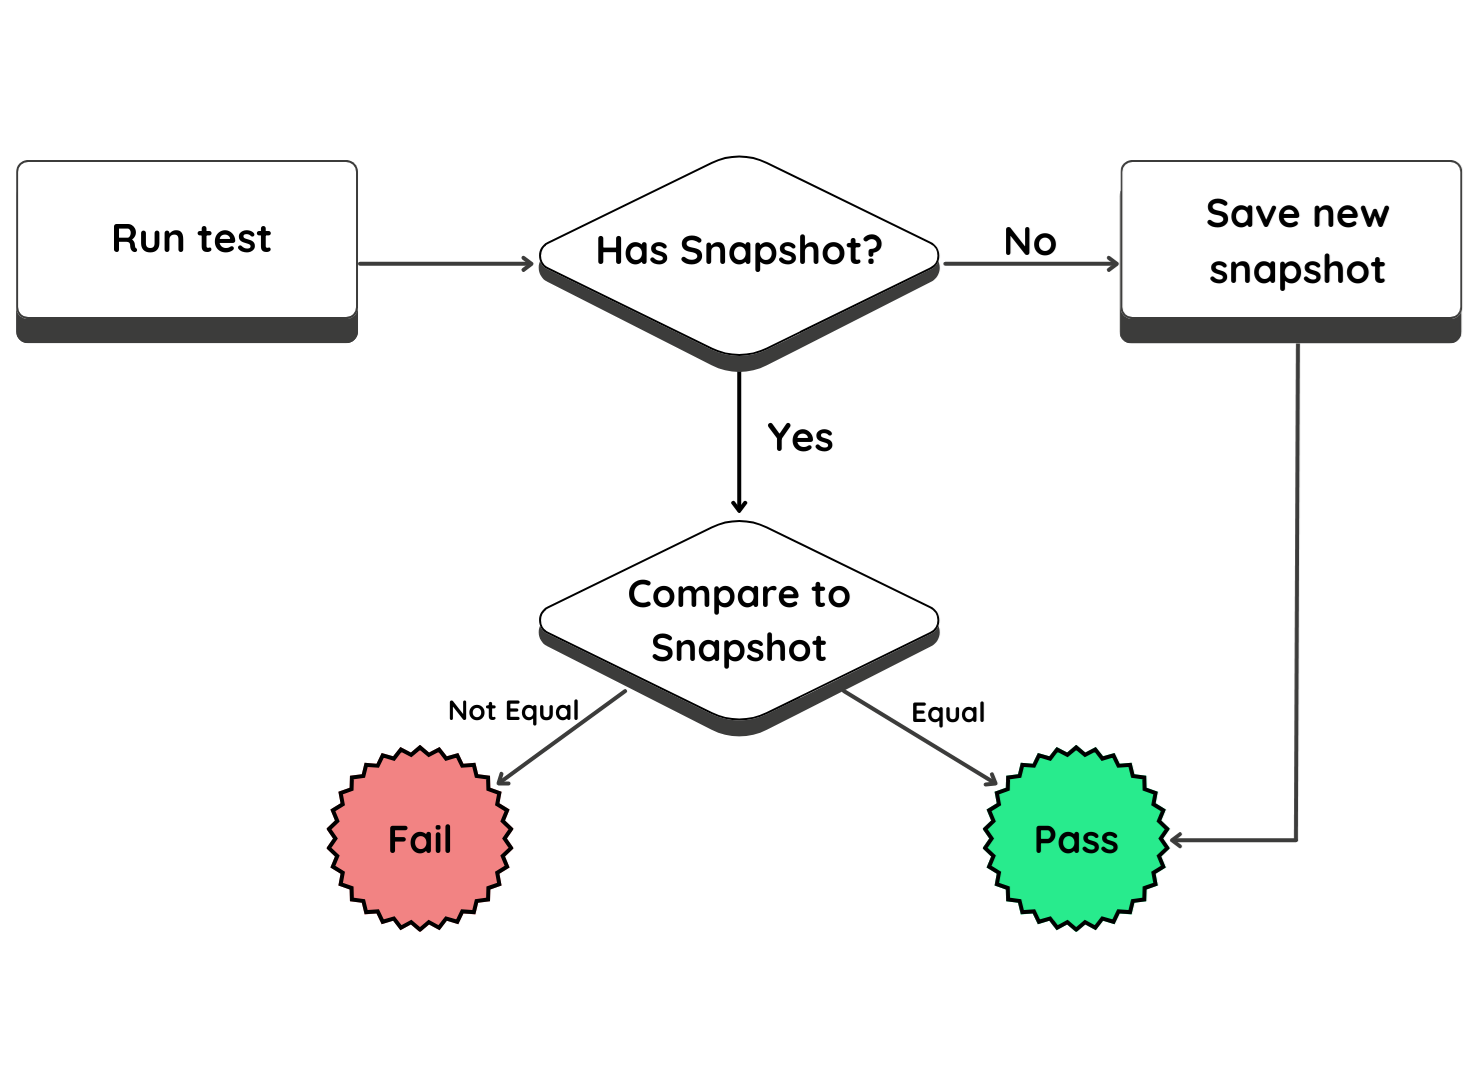 Run test
Has Snapshot?
No
Save new
snapshot
Yes
Compare to
Snapshot
Not Equal
Equal
Fail
Pass